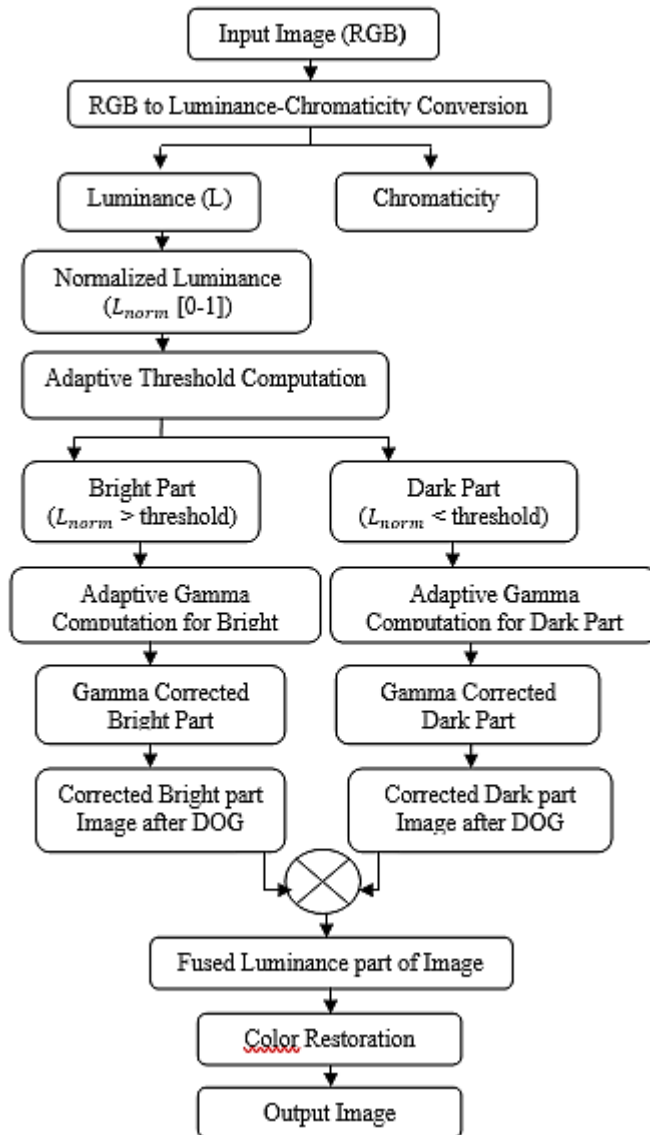 Input Image (RGB)
RGB to Luminance-Chromaticity Conversion
Luminance (L)
Chromaticity
Normalized Luminance
(L_norm [0-1])
Adaptive Threshold Computation
Bright Part
(L_norm > threshold)
Dark Part
(L_norm < threshold)
Adaptive Gamma
Computation for Bright
Adaptive Gamma
Computation for Dark Part
Gamma Corrected
Bright Part
Gamma Corrected
Dark Part
Corrected Bright part
Image after DOG
Corrected Dark part
Image after DOG
Fused Luminance part of Image
Color Restoration
Output Image